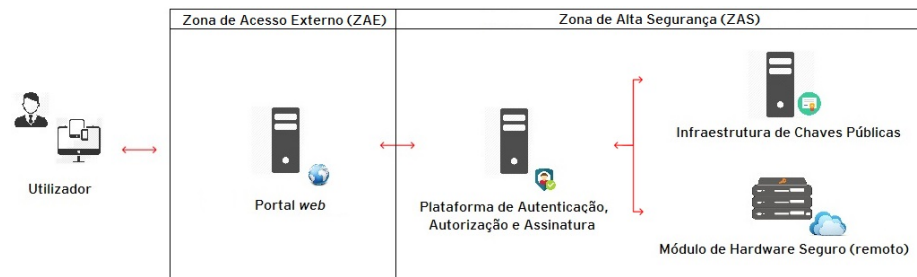 Zona de Acesso Externo (ZAE)
Zona de Alta Segurança (ZAS)
Utilizador
Portal web
Plataforma de Autenticação,
Autorização e Assinatura
Infraestrutura de Chaves Públicas
Módulo de Hardware Seguro (remoto)